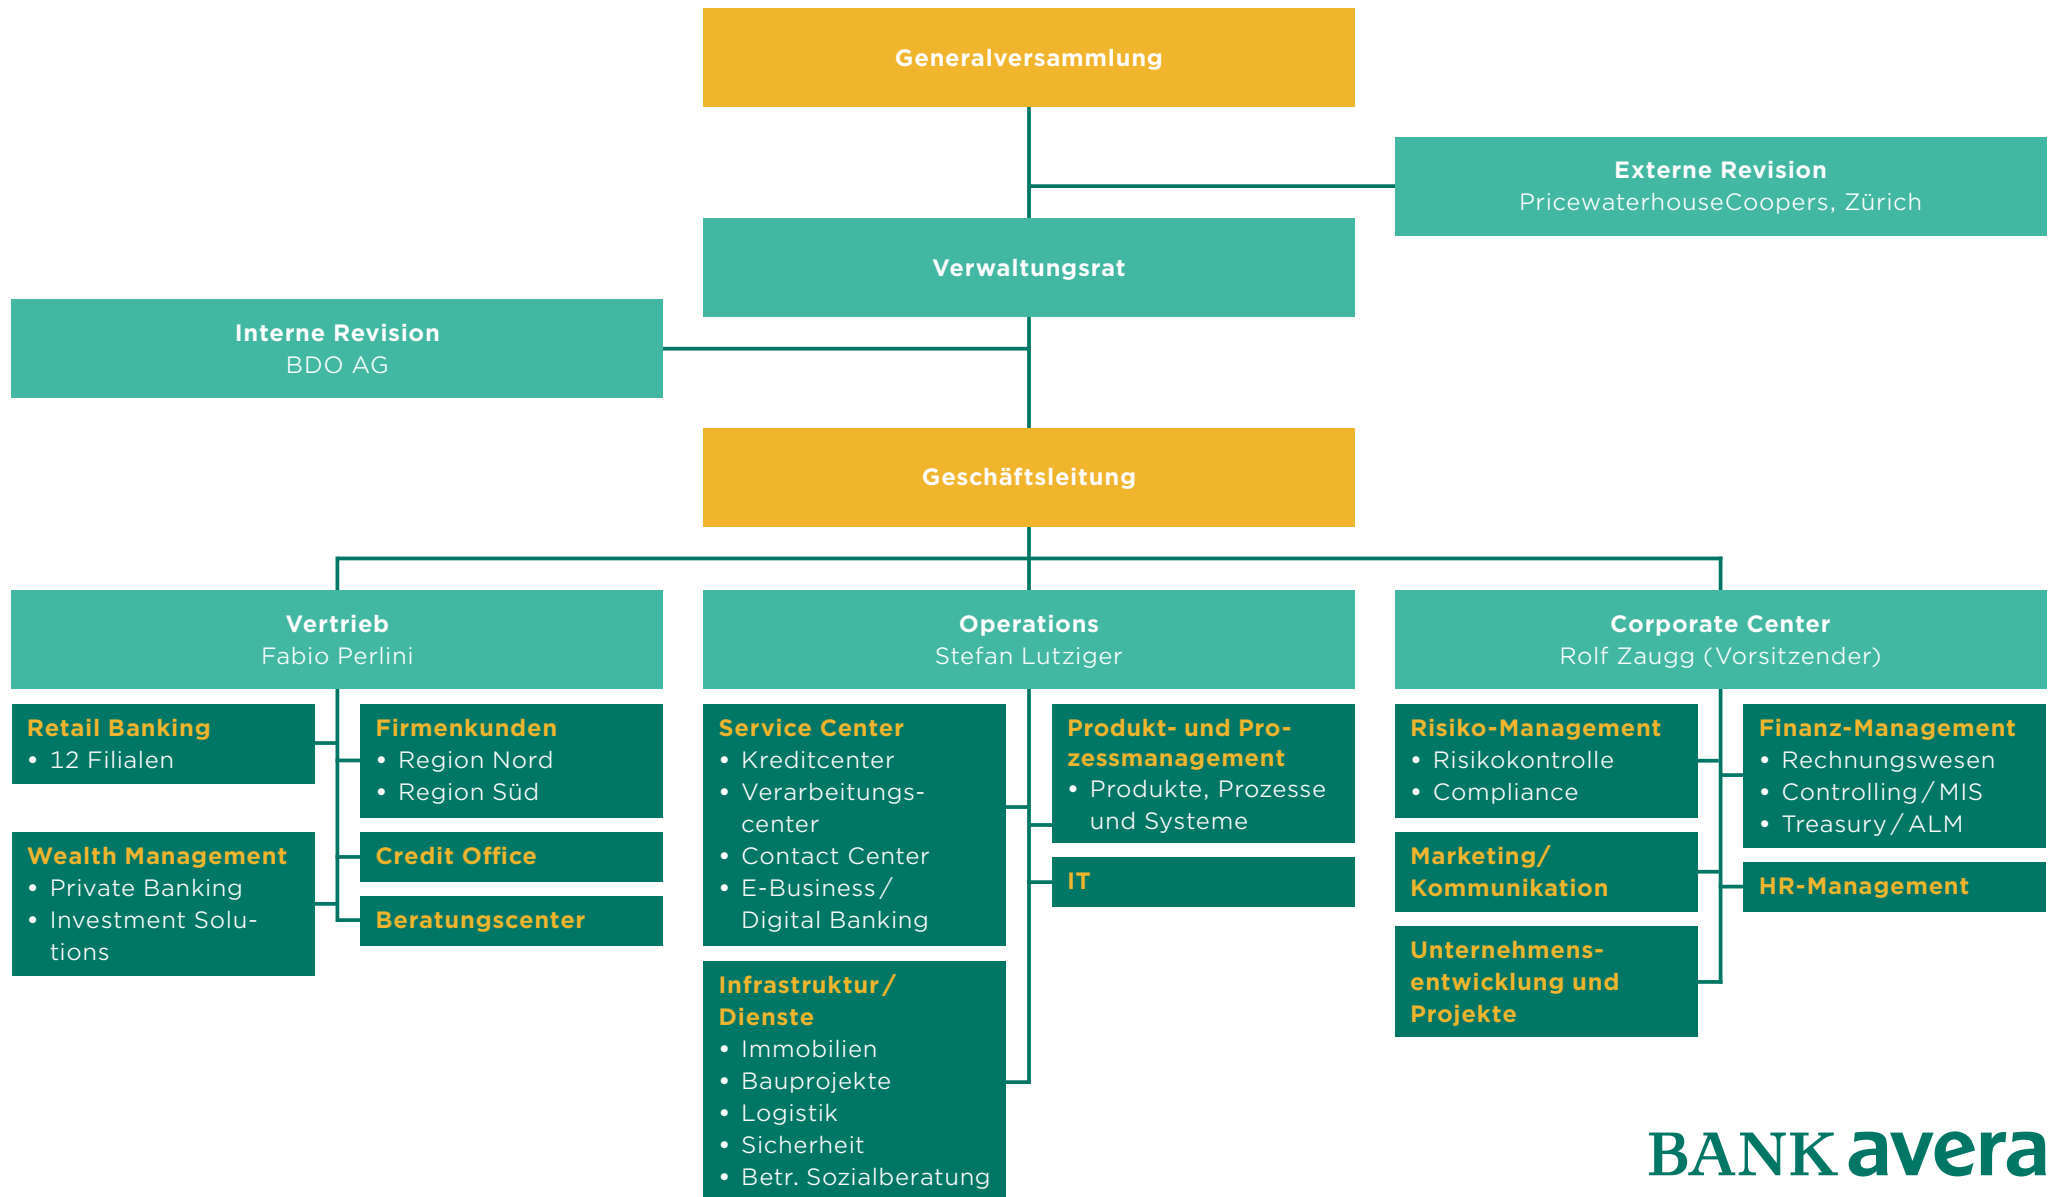 Generalversammlung
Externe Revision
PricewaterhouseCoopers, Zürich
Verwaltungsrat
Interne Revision
BDO AG
Geschäftsleitung
Vertrieb
Fabio Perlini
Retail Banking
• 12 Filialen
Wealth Management
• Private Banking
• Investment Solu-
tions
Firmenkunden
• Region Nord
• Region Süd
Credit Office
Beratungscenter
Operations
Stefan Lutziger
Service Center
• Kreditcenter
• Verarbeitungs-
center
• Contact Center
• E-Business/
Digital Banking
Infrastruktur/
Dienste
• Immobilien
• Bauprojekte
• Logistik
• Sicherheit
• Betr. Sozialberatung
Produkt- und Pro-
zessmanagement
• Produkte, Prozesse
und Systeme
IT
Corporate Center
Rolf Zaugg (Vorsitzender)
Risiko-Management
• Risikokontrolle
• Compliance
Marketing/
Kommunikation
Unternehmens-
entwicklung und
Projekte
Finanz-Management
• Rechnungswesen
• Controlling/MIS
• Treasury/ALM
HR-Management
BANK avera